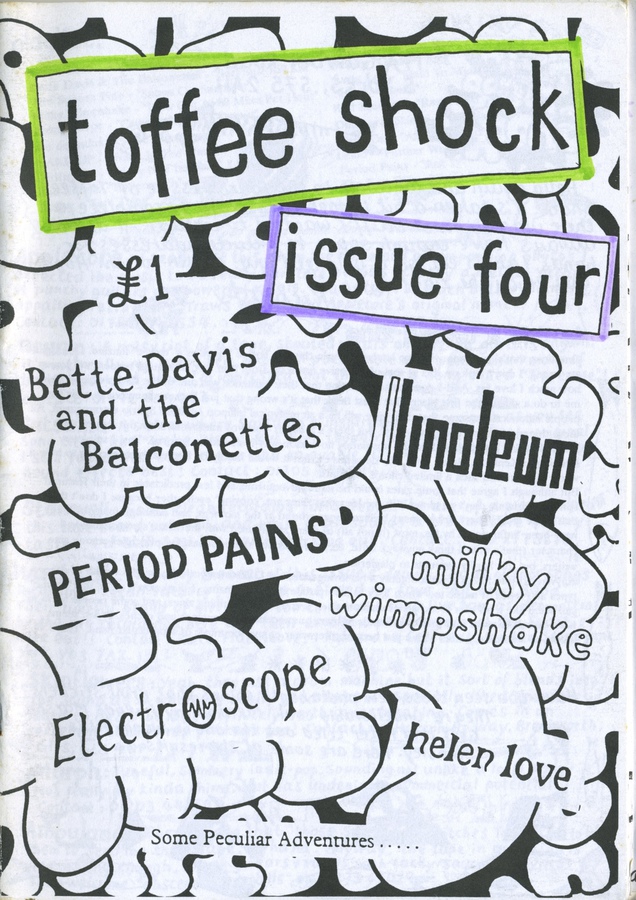 toffee shock
issue four
£1
Bette Davis
and the
Balconettes
linoleum
PERIOD PAINS
milky
wimpshake
Electroscope
helen love
Some Peculiar Adventures......